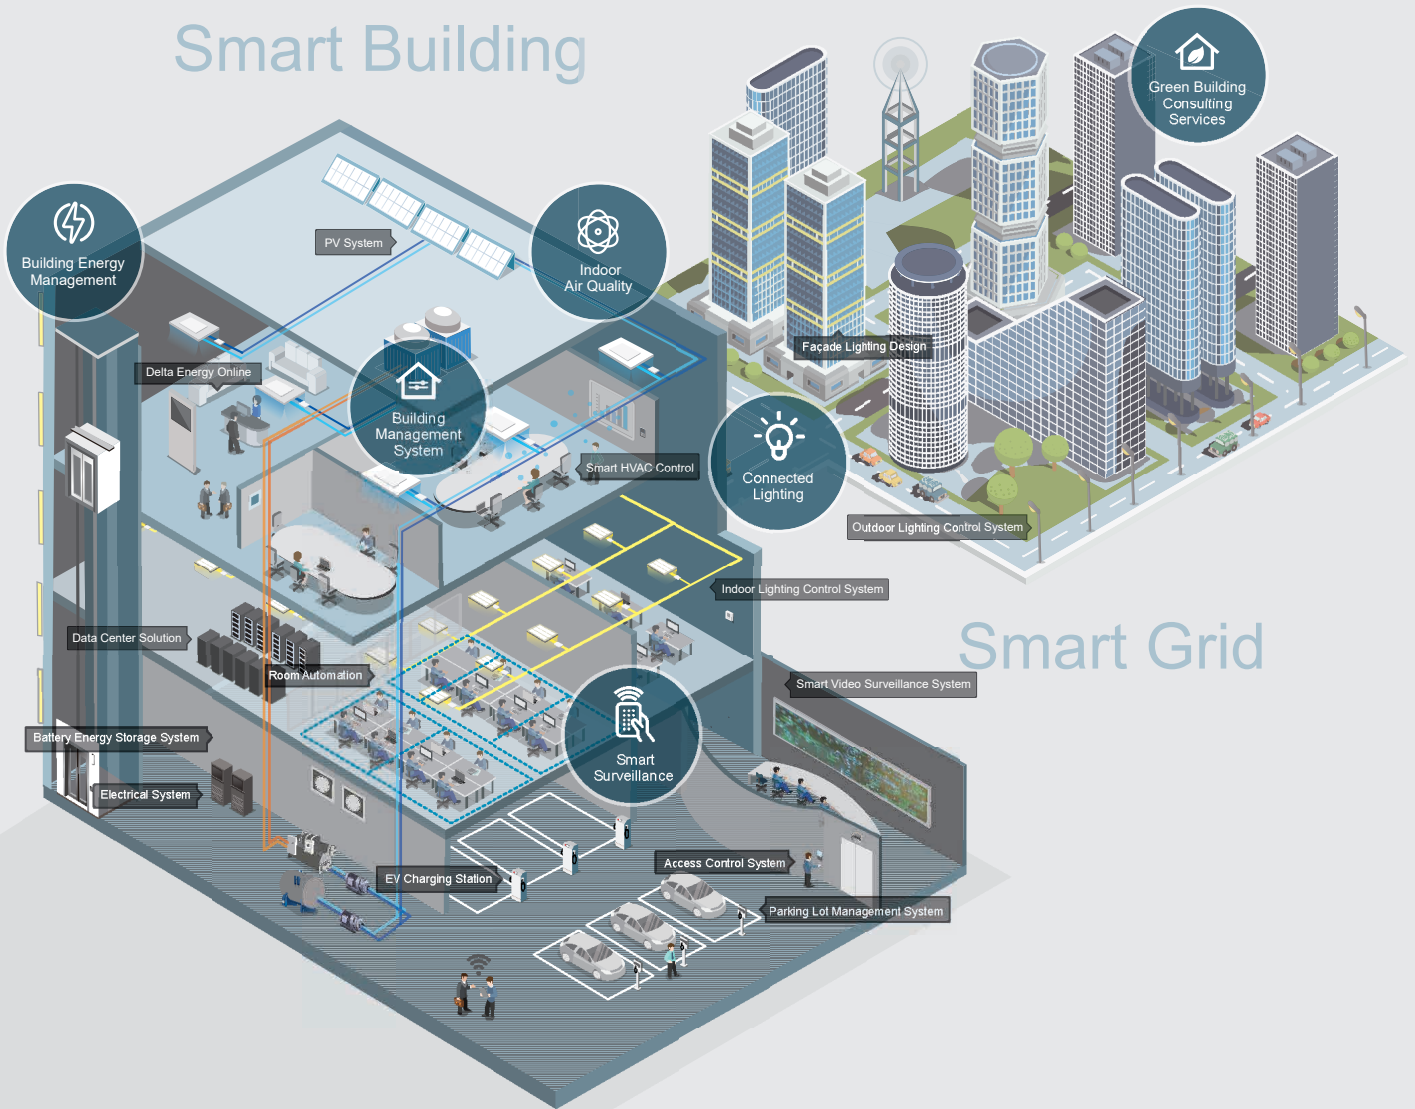 Smart Building
Green Building
Consulting
Services
Building Energy
Management
PV System
Indoor
Air Quality
Façade Lighting Design
Delta Energy Online
Building
Management
System
Smart HVAC Control
Connected
Lighting
Outdoor Lighting Control System
Indoor Lighting Control System
Data Center Solution
Smart Grid
Room Automation
Smart Video Surveillance System
Battery Energy Storage System
Smart
Surveillance
Electrical System
Access Control System
EV Charging Station
Parking Lot Management System